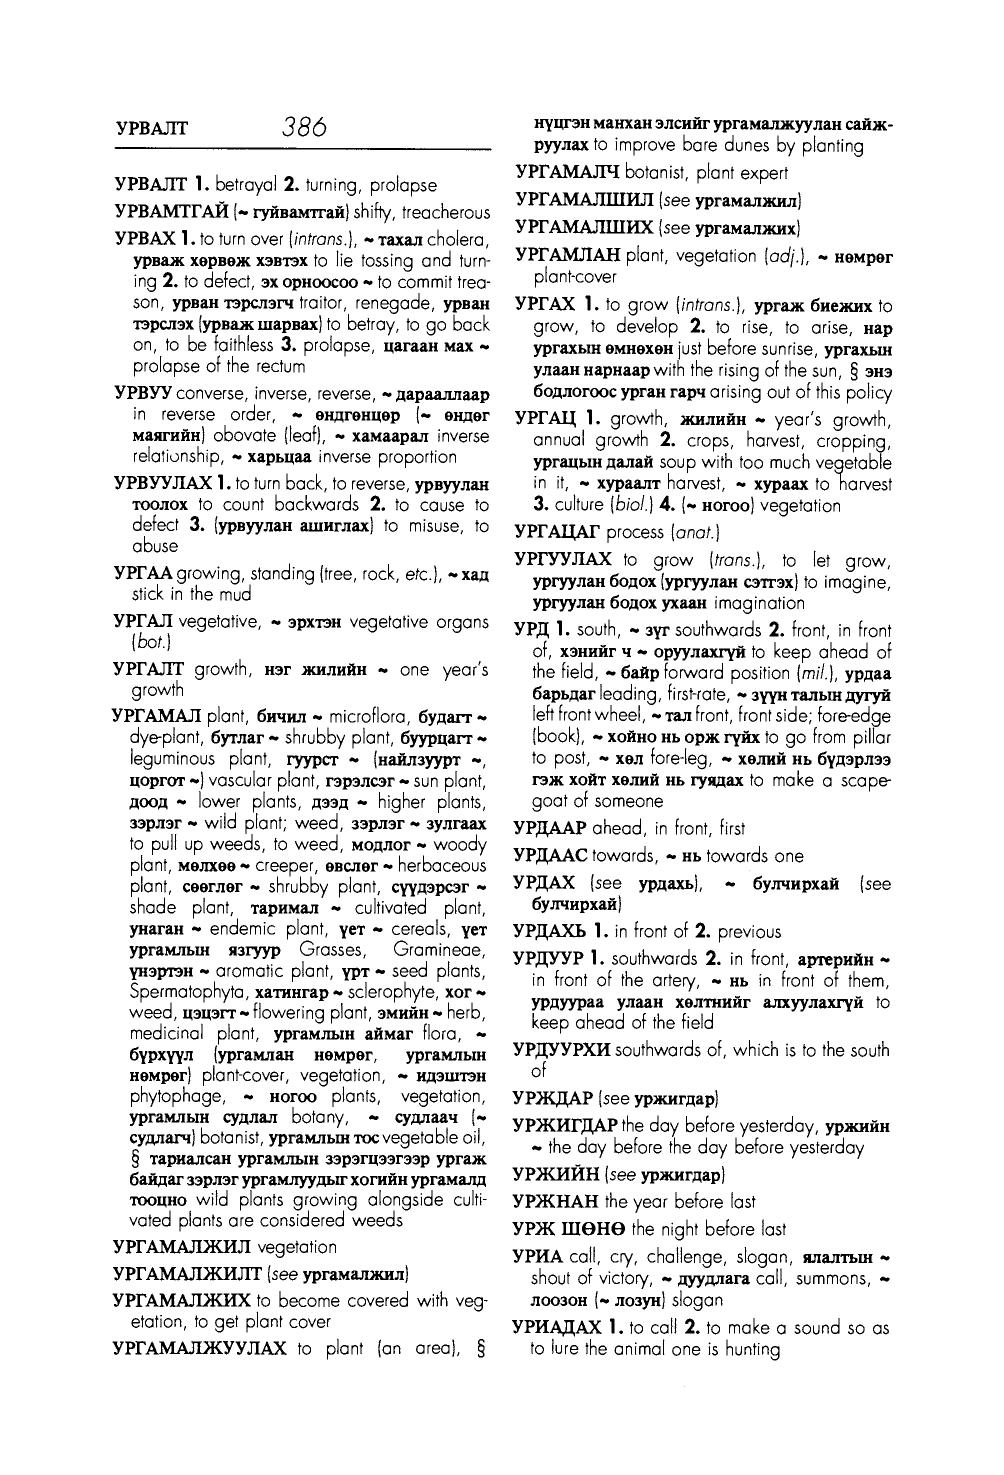 УРВАЛТ 386
УРВАЛТ 1. betrayal 2. turning, prolapse
УРВАМТГАЙ (~ гуйвамтгай) shifty, treacherous
УРВАХ 1. to turn over (intrans.), ~ тахал cholera,
урваж хөрвөж хэвтэх to lie tossing and turn-
ing 2. to defect, эх орноосоо ~ to commit trea-
son, урван тэрслэгч traitor, renegade, урван
тэрслэх (урваж шарвах) to betray, to go back
on, to be faithless 3. prolapse, цагаан мах ~
prolapse of the rectum
УРВУУ converse, inverse, reverse, ~ дарааллаар
in reverse order, ~ өндгөнцөр (~ өндөг
маягийн) obovate (leaf), ~ хамаарал inverse
relationship, ~ харьцаа inverse proportion
УРВУУЛАХ 1. to turn back, to reverse, урвуулан
тоолох to count backwards 2. to cause to
defect 3. (урвуулан ашиглах) to misuse, to
abuse
УРГАА growing, standing (tree, rock, etc.), ~ хад
stick in the mud
УРГАЛ vegetative, ~ эрхтэн vegetative organs
(bot.)
УРГАЛТ growth, нэг жилийн ~ one year's
growth
УРГАМАЛ plant, бичил ~ microflora, будагт ~
dye-plant, бутлаг ~ shrubby plant, буурцагт ~
leguminous plant, гуурст ~ (найлзуурт ~,
цоргот ~) vascular plant, гэрэлсэг ~ sun plant,
доод ~ lower plants, дээд ~ higher plants,
зэрлэг ~ wild plant; weed, зэрлэг ~ зулгаах
to pull up weeds, to weed, модлог ~ woody
plant, мөлхөө ~ creeper, өвслөг ~ herbaceous
plant, сөөглөг ~ shrubby plant, сүүдэрсэг ~
shade plant, таримал ~ cultivated plant,
унаган ~ endemic plant, үет ~ cereals, үет
ургамлын язгуур Grasses, Gramineae,
үнэртэн ~ aromatic plant, үрт ~ seed plants,
Spermatophyta, хатингар ~ sclerophyte, хог ~
weed, цэцэгт ~ flowering plant, эмийн ~ herb,
medicinal plant, ургамлын аймаг flora, ~
бүрхүүл (ургамлан нөмрөг, ургамлын
нөмрөг) plant-cover, vegetation, ~ идэштэн
phytophage, ~ ногоо plants, vegetation,
ургамлын судлал botany, ~ судлаач (~
судлагч) botanist, ургамлын тос vegetable oil,
§ тариалсан ургамлын зэрэгцээгээр ургаж
байдаг зэрлэг ургамлуудыг хогийн ургамалд
тооцно wild plants growing alongside culti-
vated plants are considered weeds
УРГАМАЛЖИЛ vegetation
УРГАМАЛЖИЛТ (see ургамалжил)
УРГАМАЛЖИХ to become covered with veg-
etation, to get plant cover
УРГАМАЛЖУУЛАХ to plant (an area), §
нүцгэн манхан элсийг ургамалжуулан сайж-
руулах to improve bare dunes by planting
УРГАМАЛЧ botanist, plant expert
УРГАМАЛШИЛ (see ургамалжил)
УРГАМАЛШИХ (see ургамалжих)
УРГАМЛАН plant, vegetation (adj.), ~ нөмрөг
plant-cover
УРГАХ 1. to grow (intrans.), ургаж биежих to
grow, to develop 2. to rise, to arise, нар
ургахын өмнөхөн just before sunrise, ургахын
улаан нарнаар with the rising of the sun, § энэ
бодлогоос урган гарч arising out of this policy
УРГАЦ 1. growth, жилийн ~ year's growth,
annual growth 2. crops, harvest, cropping,
ургацын далай soup with too much vegetable
in it, ~ хураалт harvest, ~ хураах to harvest
3. culture (biol.) 4. (~ ногоо) vegetation
УРГАЦАГ process (anat.)
УРГУУЛАХ to grow (trans.), to let grow,
ургуулан бодох (ургуулан сэтгэх) to imagine,
ургуулан бодох ухаан imagination
УРД 1. south, ~ зүг southwards 2. front, in front
of, хэнийг ч ~ оруулахгүй to keep ahead of
the field, ~ байр forward position (mil.), урдаа
барьдаг leading, first-rate, ~ зүүн талын дугуй
left front wheel, ~ тал front, front side; fore-edge
(book), ~ хойно нь орж гүйх to go from pillar
to post, ~ хөл fore-leg, ~ хөлий нь бүдэрлээ
гэж хойт хөлий нь гуядах to make a scape-
goat of someone
УРДААР ahead, in front, first
УРДААС towards, ~ нь towards one
УРДАХ (see урдахь), ~ булчирхай (see
булчирхай)
УРДАХЬ 1. in front of 2. previous
УРДУУР 1. southwards 2. in front, артерийн ~
in front of the artery, ~ нь in front of them,
урдуураа улаан хөлтнийг алхуулахгүй to
keep ahead of the field
УРДУУРХИ southwards of, which is to the south
of
УРЖДАР (see уржигдар)
УРЖИГДАР the day before yesterday, уржийн
~ the day before the day before yesterday
УРЖИЙН (see уржигдар)
УРЖНАН the year before last
УРЖ ШӨНӨ the night before last
УРИА call, cry, challenge, slogan, ялалтын ~
shout of victory, ~ дуудлага call, summons, ~
лоозон (~ лозун) slogan
УРИАДАХ 1. to call 2. to make a sound so as
to lure the animal one is hunting